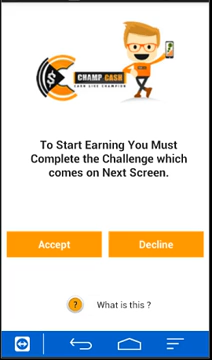 CHAMP CASH
EARN LIKE CHAMPION
To Start Earning You Must
Complete the Challenge which
comes on Next Screen.
Accept
Decline
? What is this ?